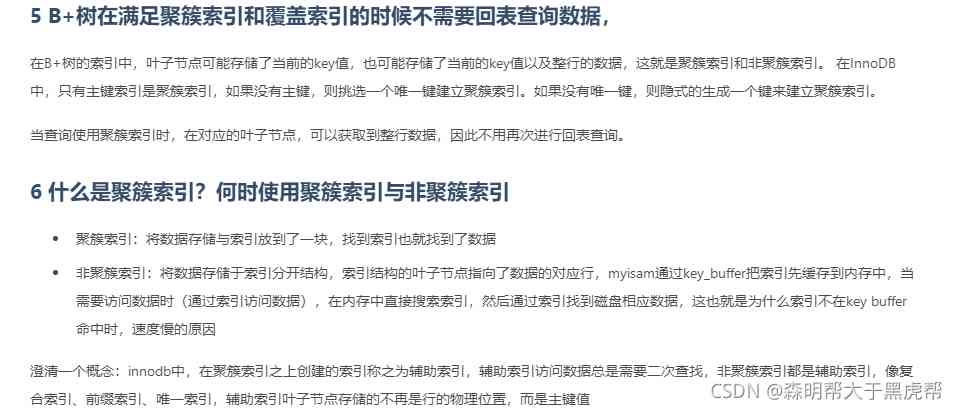 5 B+树在满足聚簇索引和覆盖索引的时候不需要回表查询数据，
在B+树的索引中，叶子节点可能存储了当前的key值，也可能存储了当前的key值以及整行的数据，这就是聚簇索引和非聚簇索引。 在InnoDB
中，只有主键索引是聚簇索引，如果没有主键，则挑选一个唯一键建立聚簇索引。如果没有唯一键，则隐式的生成一个键来建立聚簇索引。
当查询使用聚簇索引时，在对应的叶子节点，可以获取到整行数据，因此不用再次进行回表查询。
6 什么是聚簇索引？何时使用聚簇索引与非聚簇索引
• 聚簇索引：将数据存储与索引放到了一块，找到索引也就找到了数据
• 非聚簇索引：将数据存储于索引分开结构，索引结构的叶子节点指向了数据的对应行，myisam通过key_buffer把索引先缓存到内存中，当
需要访问数据时（通过索引访问数据），在内存中直接搜索索引，然后通过索引找到磁盘相应数据，这也就是为什么索引不在key buffer
命中时，速度慢的原因
澄清一个概念：innodb中，在聚簇索引之上创建的索引称之为辅助索引，辅助索引访问数据总是需要二次查找，非聚簇索引都是辅助索引，像复
合索引、前缀索引、唯一索引，辅助索引叶子节点存储的不再是行的物理位置，而是主键值
CSDN @森明帮大于黑虎帮